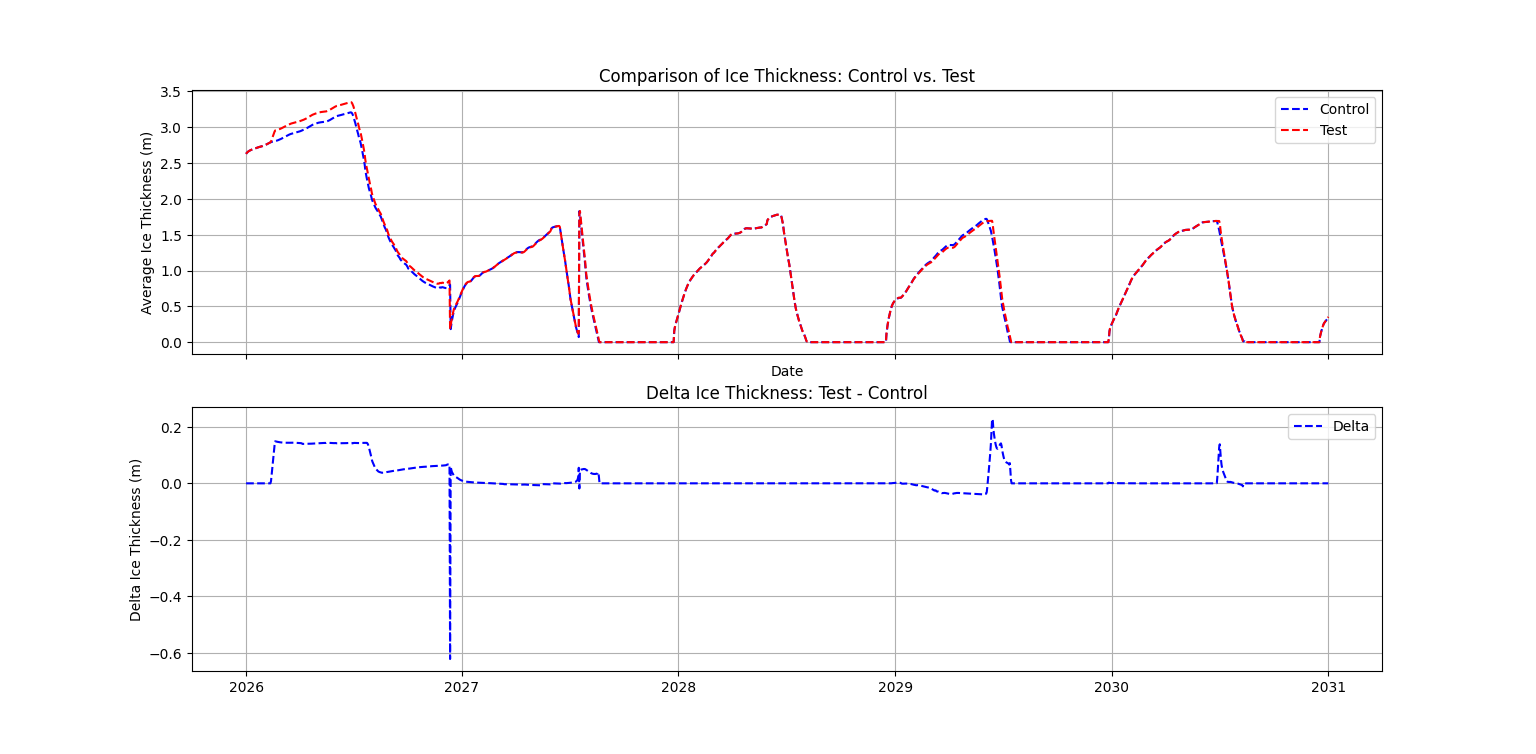 Comparison of Ice Thickness: Control vs. Test
Average Ice Thickness (m)
3.5
3.0
2.5
2.0
1.5
1.0
0.5
0.0
Control
Test
Date
Delta Ice Thickness: Test - Control
Delta Ice Thickness (m)
0.2
0.0
−0.2
−0.4
−0.6
Delta
2026 2027 2028 2029 2030 2031